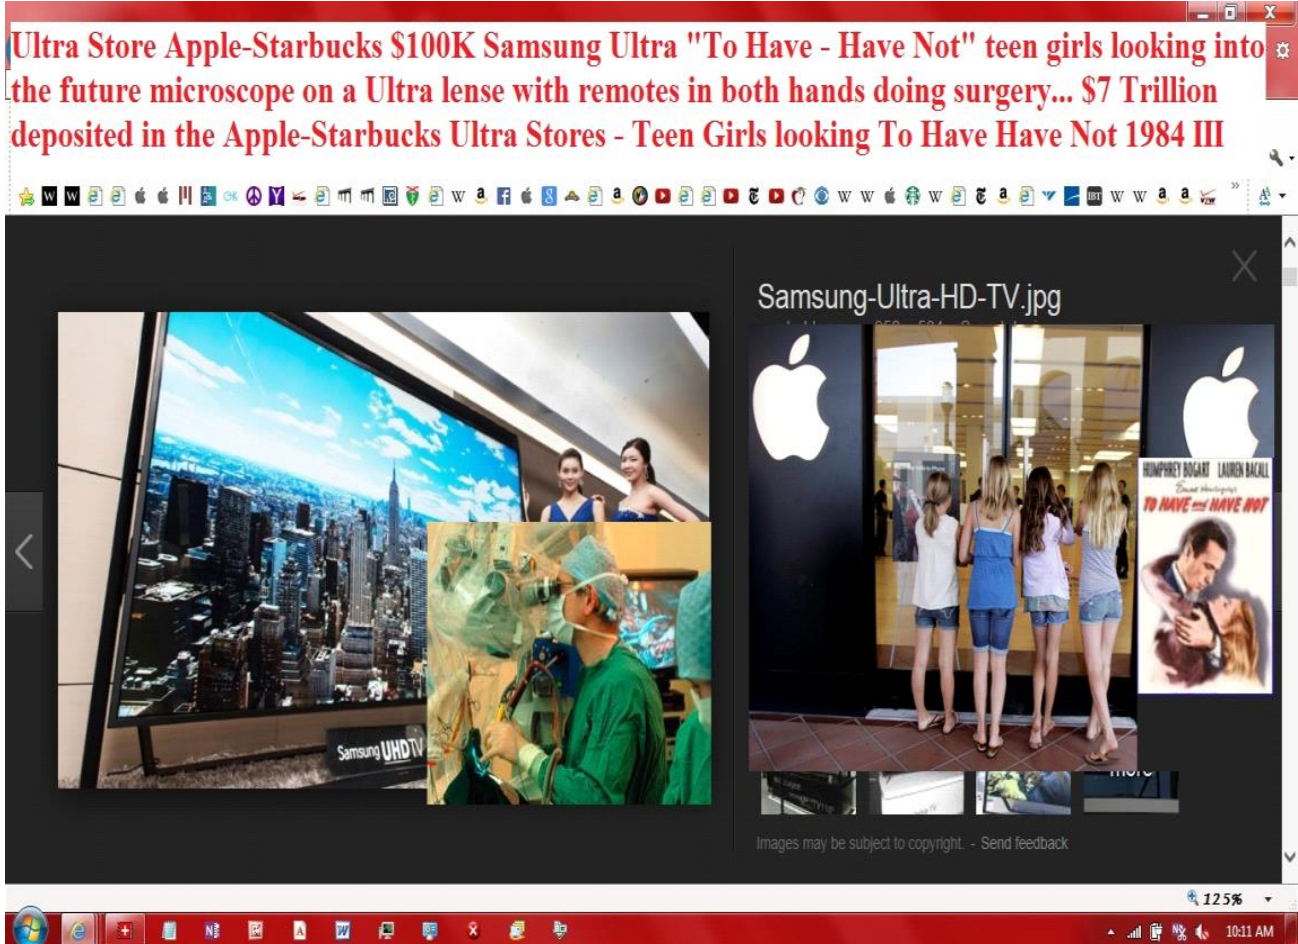 Ultra Store Apple-Starbucks $100K Samsung Ultra "To Have - Have Not" teen girls looking into
the future microscope on a Ultra lense with remotes in both hands doing surgery... $7 Trillion
deposited in the Apple-Starbucks Ultra Stores - Teen Girls looking To Have Have Not 1984 III
Samsung-Ultra-HD-TV.jpg
HUMPHREY BOGART LAUREN BACALL
TO HAVE and HAVE NOT
Samsung UHD TV
more
Images may be subject to copyright. - Send feedback
125%
10:11 AM